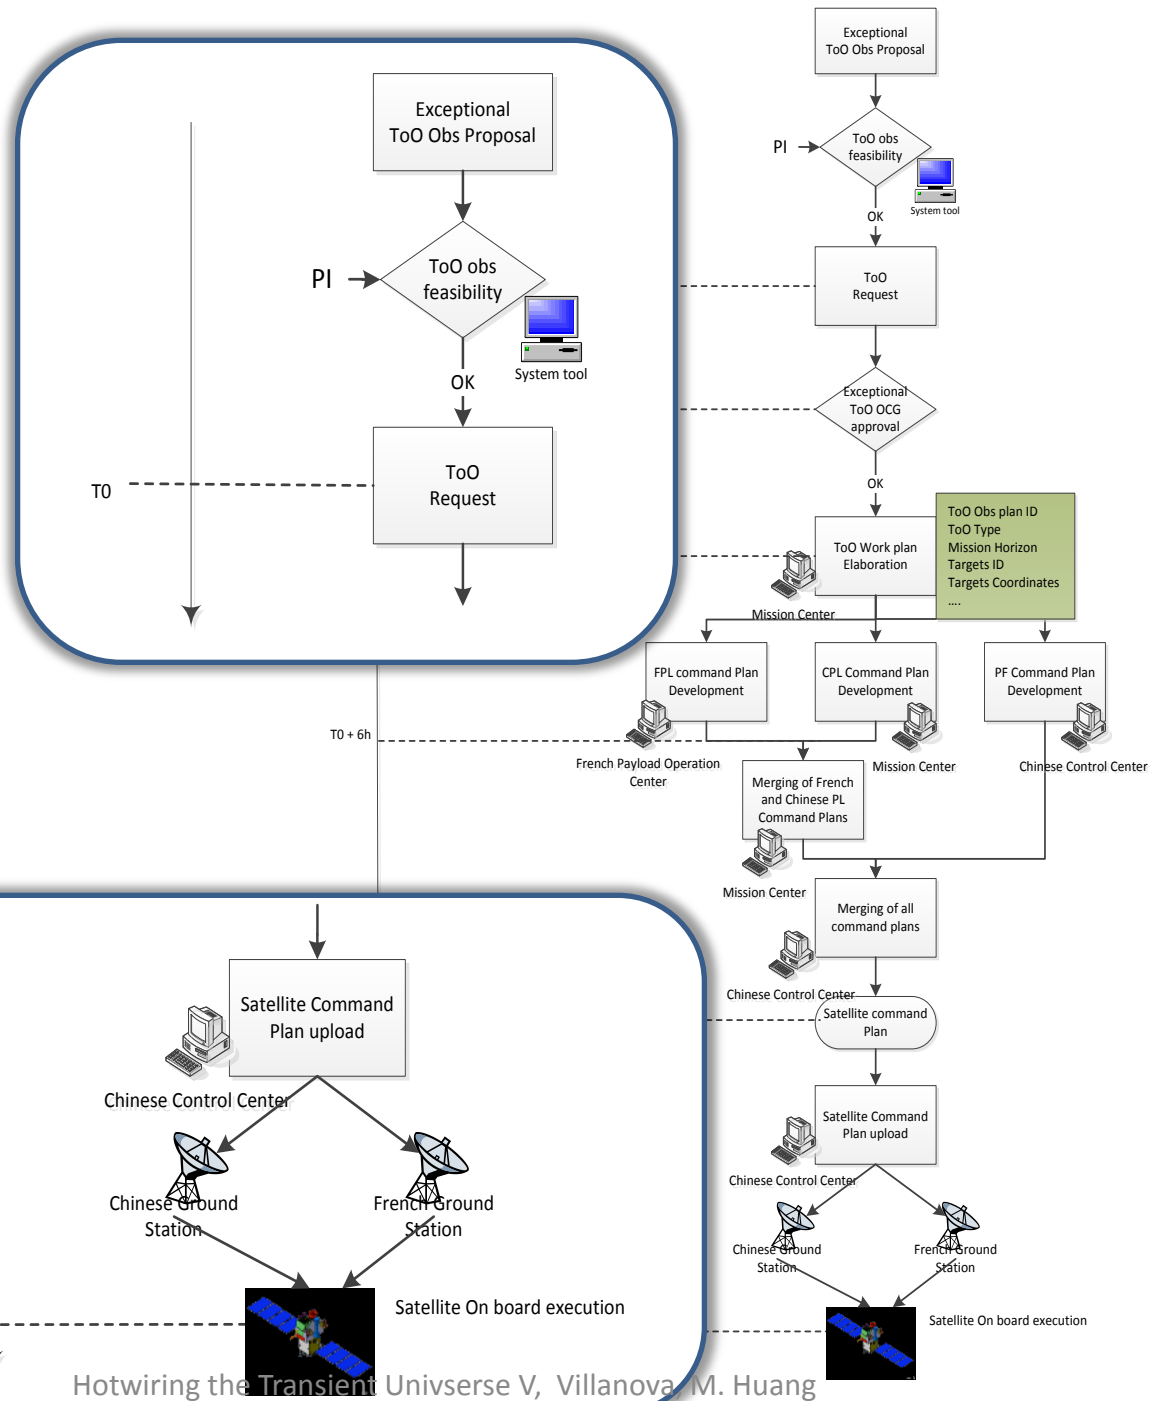 Exceptional
ToO Obs Proposal
PI
ToO obs
feasibility
System tool
OK
ToO
Request
T0
Exceptional
ToO Obs Proposal
PI
ToO obs
feasibility
System tool
OK
ToO
Request
Exceptional
ToO OCG
approval
OK
ToO Work plan
Elaboration
Mission Center
ToO Obs plan ID
ToO Type
Mission Horizon
Targets ID
Targets Coordinates
....
FPL command Plan
Development
CPL Command Plan
Development
PF Command Plan
Development
T0 + 6h
French Payload Operation
Center
Mission Center
Chinese Control Center
Merging of French
and Chinese PL
Command Plans
Mission Center
Merging of all
command plans
Chinese Control Center
Satellite command
Plan
Satellite Command
Plan upload
Chinese Control Center
Chinese Ground
Station
French Ground
Station
Satellite On board execution
Satellite Command
Plan upload
Chinese Control Center
Chinese Ground
Station
French Ground
Station
Satellite On board execution
Hotwiring the Transient Univserse V, Villanova, M. Huang